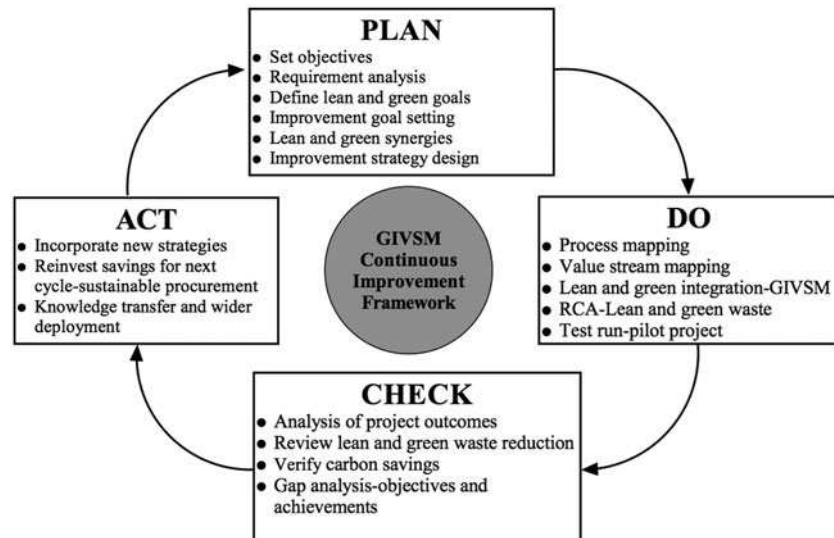 PLAN
● Set objectives
● Requirement analysis
● Define lean and green goals
● Improvement goal setting
● Lean and green synergies
● Improvement strategy design
DO
● Process mapping
● Value stream mapping
● Lean and green integration-GIVSM
● RCA-Lean and green waste
● Test run-pilot project
CHECK
● Analysis of project outcomes
● Review lean and green waste reduction
● Verify carbon savings
● Gap analysis-objectives and
achievements
ACT
● Incorporate new strategies
● Reinvest savings for next
cycle-sustainable procurement
● Knowledge transfer and wider
deployment
GIVSM
Continuous
Improvement
Framework